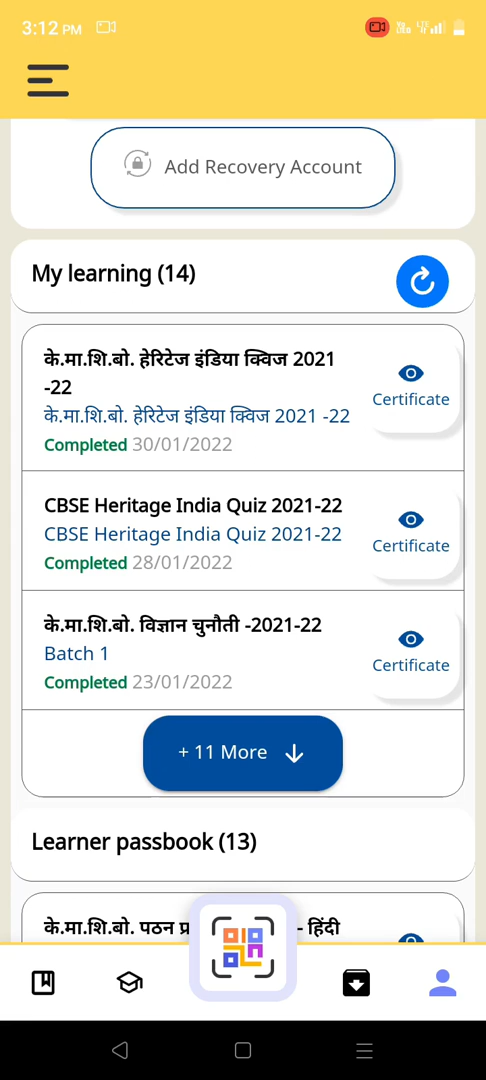 3:12 PM
Add Recovery Account
My learning (14)
के.मा.शि.बो. हेरिटेज इंडिया क्विज 2021
-22
के.मा.शि.बो. हेरिटेज इंडिया क्विज 2021 -22
Completed 30/01/2022
Certificate
CBSE Heritage India Quiz 2021-22
CBSE Heritage India Quiz 2021-22
Completed 28/01/2022
Certificate
के.मा.शि.बो. विज्ञान चुनौती -2021-22
Batch 1
Completed 23/01/2022
Certificate
+ 11 More
Learner passbook (13)
के.मा.शि.बो. पठन - हिंदी